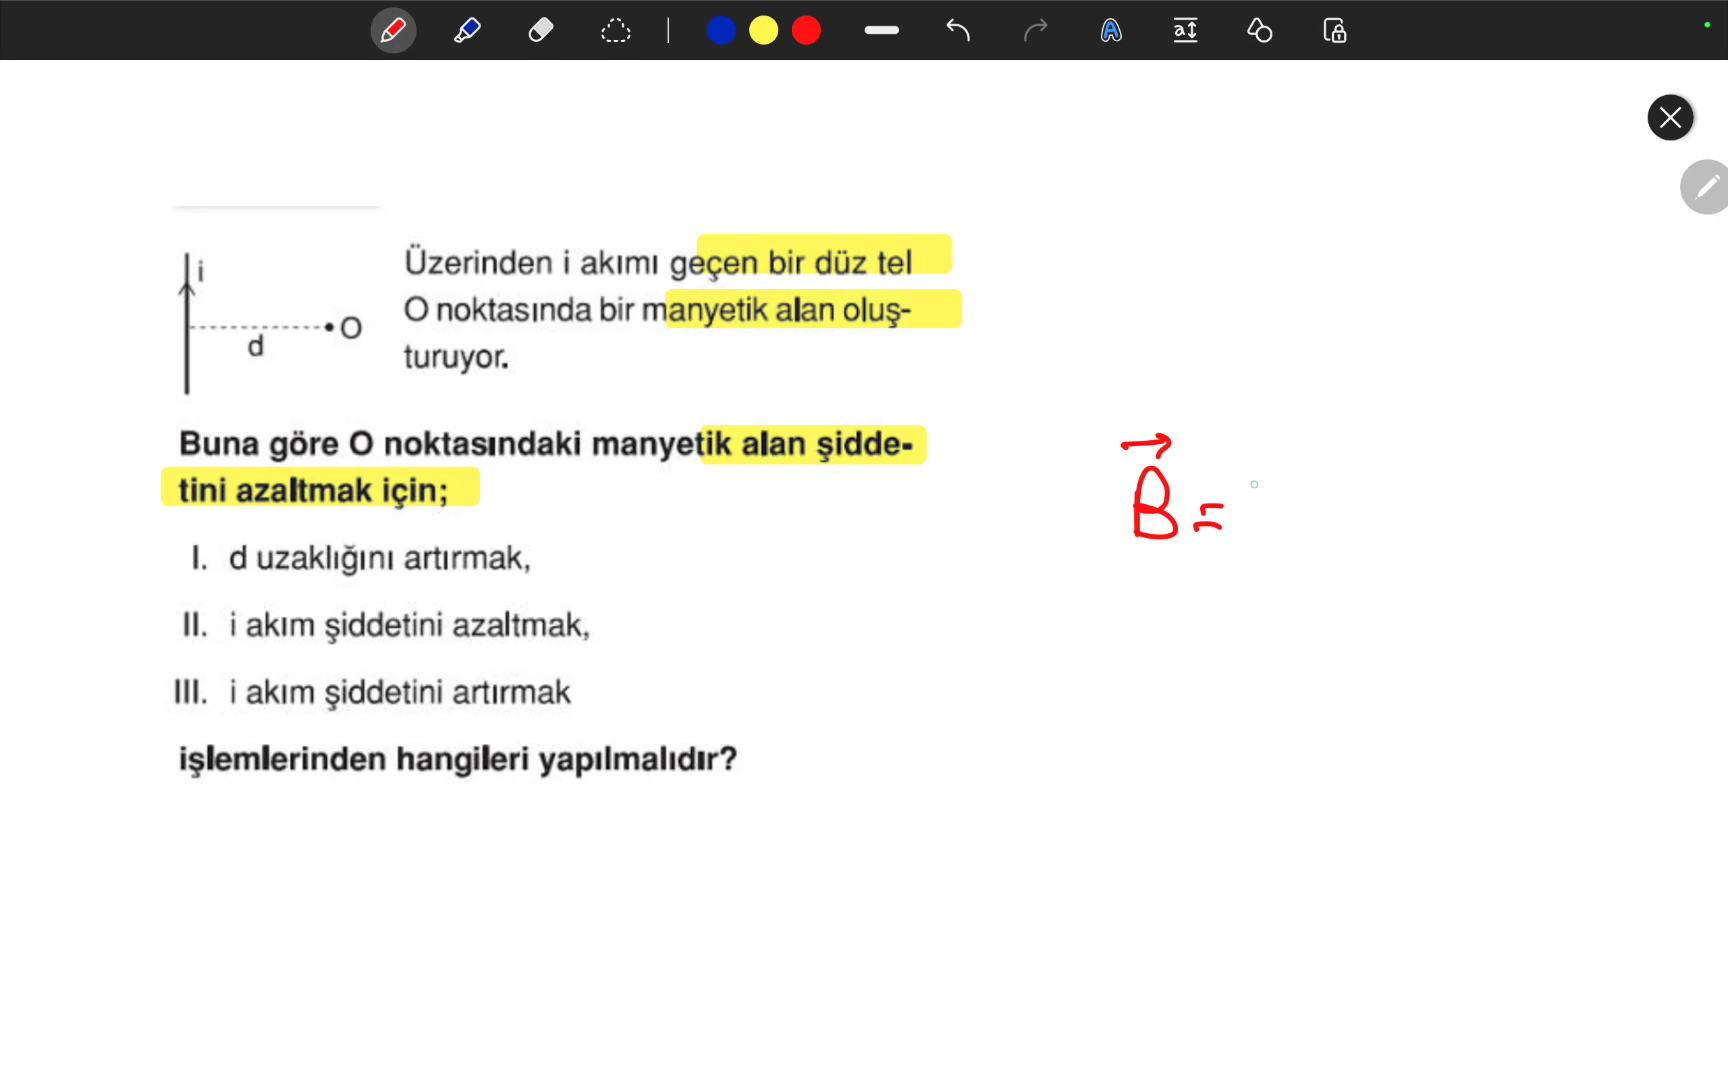 i
d
O
Üzerinden i akımı geçen bir düz tel
O noktasında bir manyetik alan oluş-
turuyor.
Buna göre O noktasındaki manyetik alan şidde-
tini azaltmak için;
I. d uzaklığını artırmak,
II. i akım şiddetini azaltmak,
III. i akım şiddetini artırmak
işlemlerinden hangileri yapılmalıdır?
B =